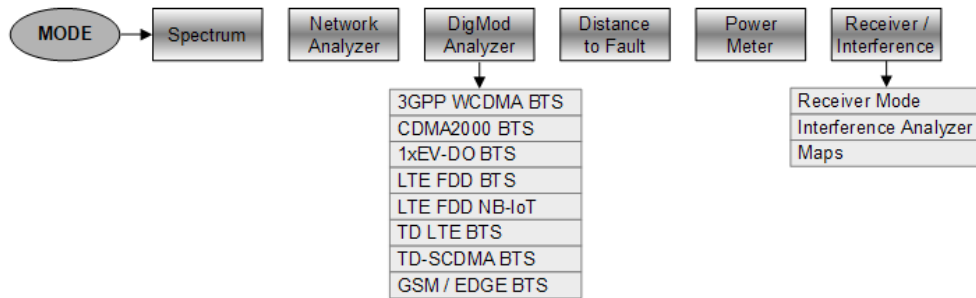 MODE
Spectrum
Network
Analyzer
DigMod
Analyzer
Distance
to Fault
Power
Meter
Receiver /
Interference
3GPP WCDMA BTS
CDMA2000 BTS
1xEV-DO BTS
LTE FDD BTS
LTE FDD NB-IoT
TD LTE BTS
TD-SCDMA BTS
GSM / EDGE BTS
Receiver Mode
Interference Analyzer
Maps